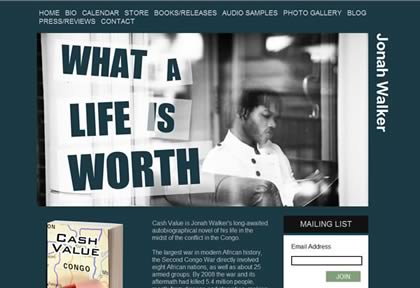 HOME BIO CALENDAR STORE BOOKS/RELEASES AUDIO SAMPLES PHOTO GALLERY BLOG
PRESS/REVIEWS CONTACT
WHAT A
LIFE IS
WORTH
Jonah Walker
CASH
VALUE
CONGO
Cash Value is Jonah Walker's long-awaited
autobiographical novel of his life in the
midst of the conflict in the Congo.
The largest war in modern African history,
the Second Congo War directly involved
eight African nations, as well as about 25
armed groups. By 2008 the war and its
aftermath had killed 5.4 million people,
MAILING LIST
Email Address
JOIN